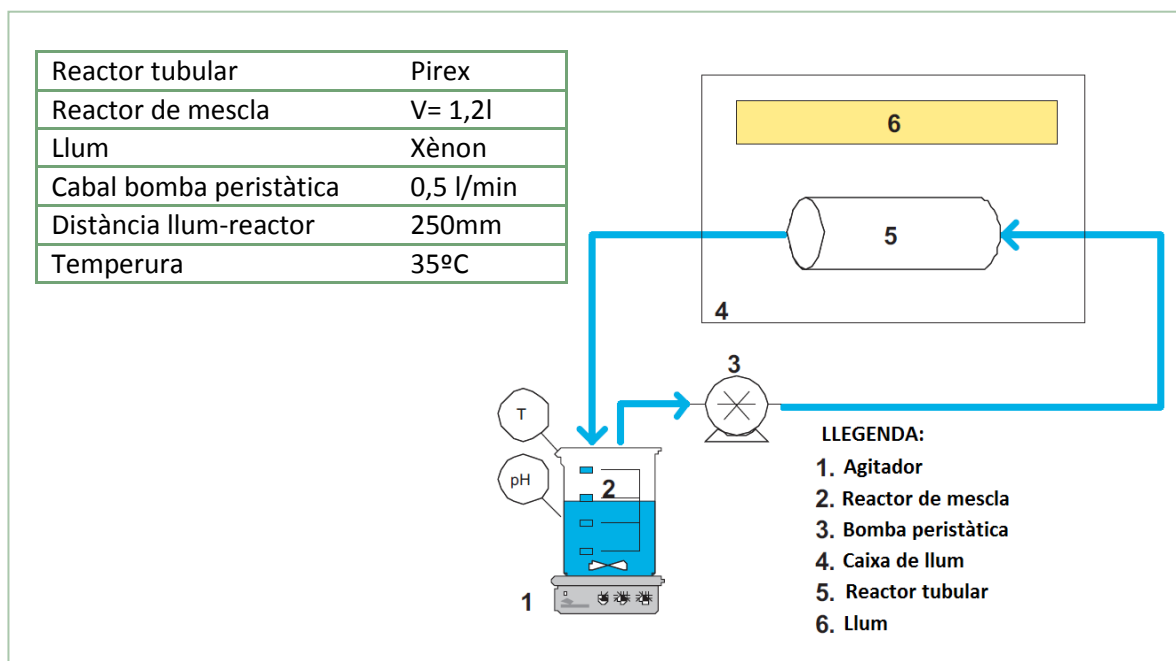 Reactor tubular Pirex
Reactor de mescla V= 1,2l
Llum Xènon
Cabal bomba peristàtica 0,5 l/min
Distància llum-reactor 250mm
Temperura 35ºC
6
5
4
3
T
pH
2
1
LLEGENDA:
1. Agitador
2. Reactor de mescla
3. Bomba peristàtica
4. Caixa de llum
5. Reactor tubular
6. Llum